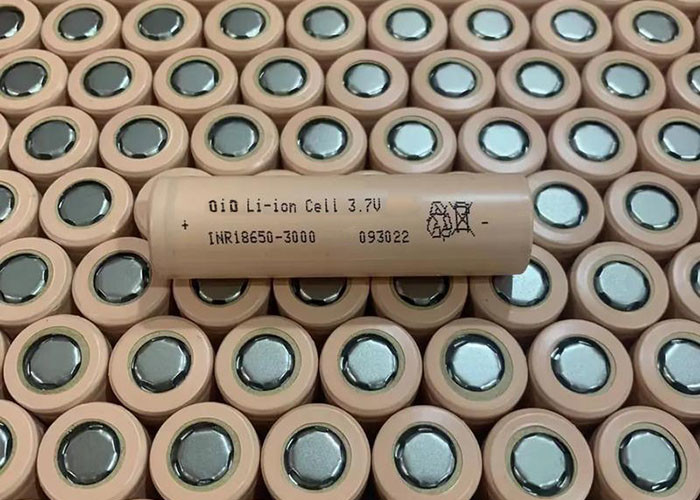 OiO Li-ion Cell 3.7V
+ INR18650-3000 093022 -